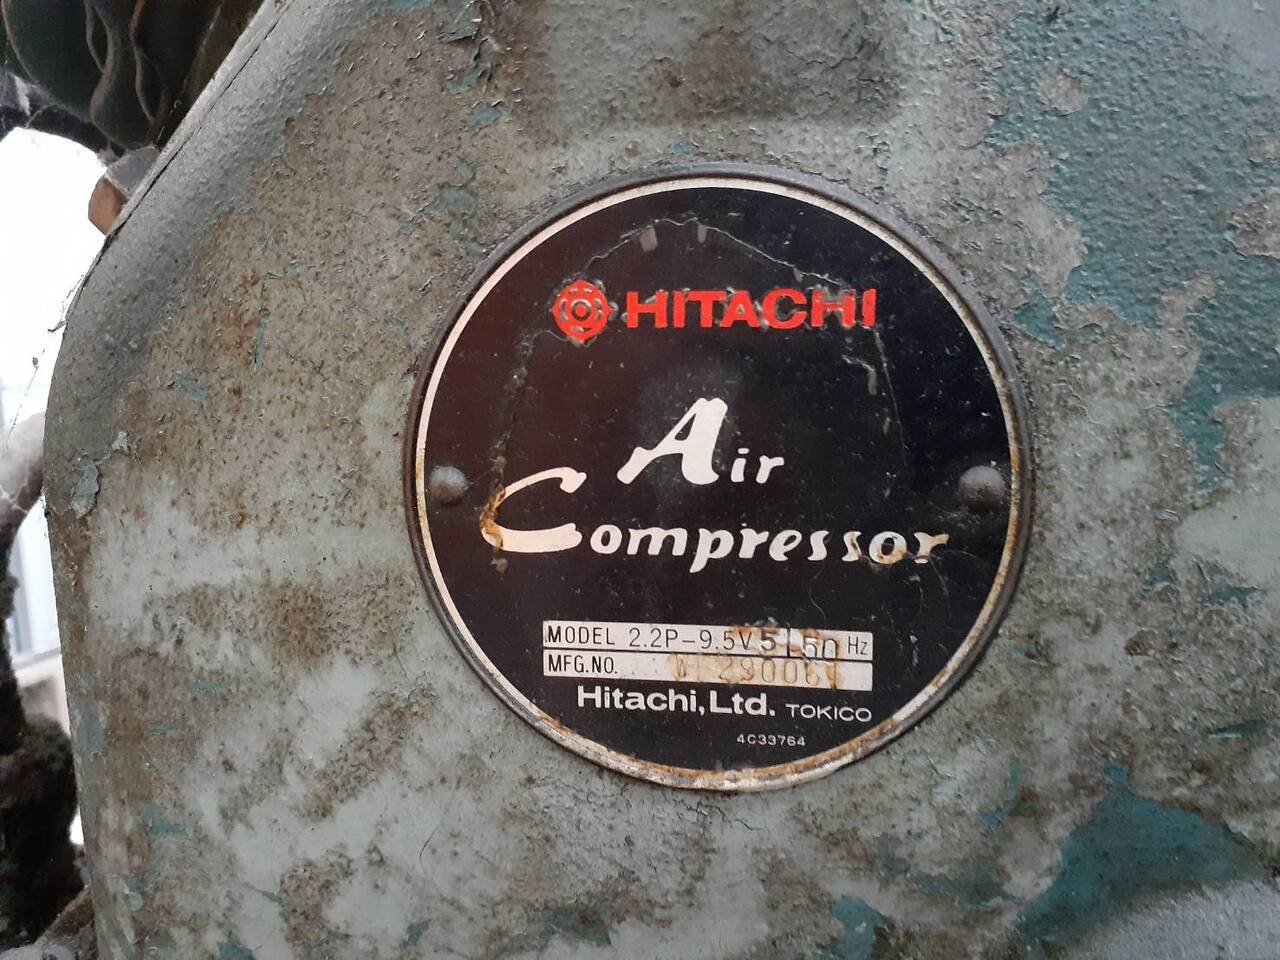 HITACHI
Air
Compressor
MODEL 2.2P-9.5V5 50 Hz
MFG.NO.
Hitachi, Ltd. TOKICO
4C33764